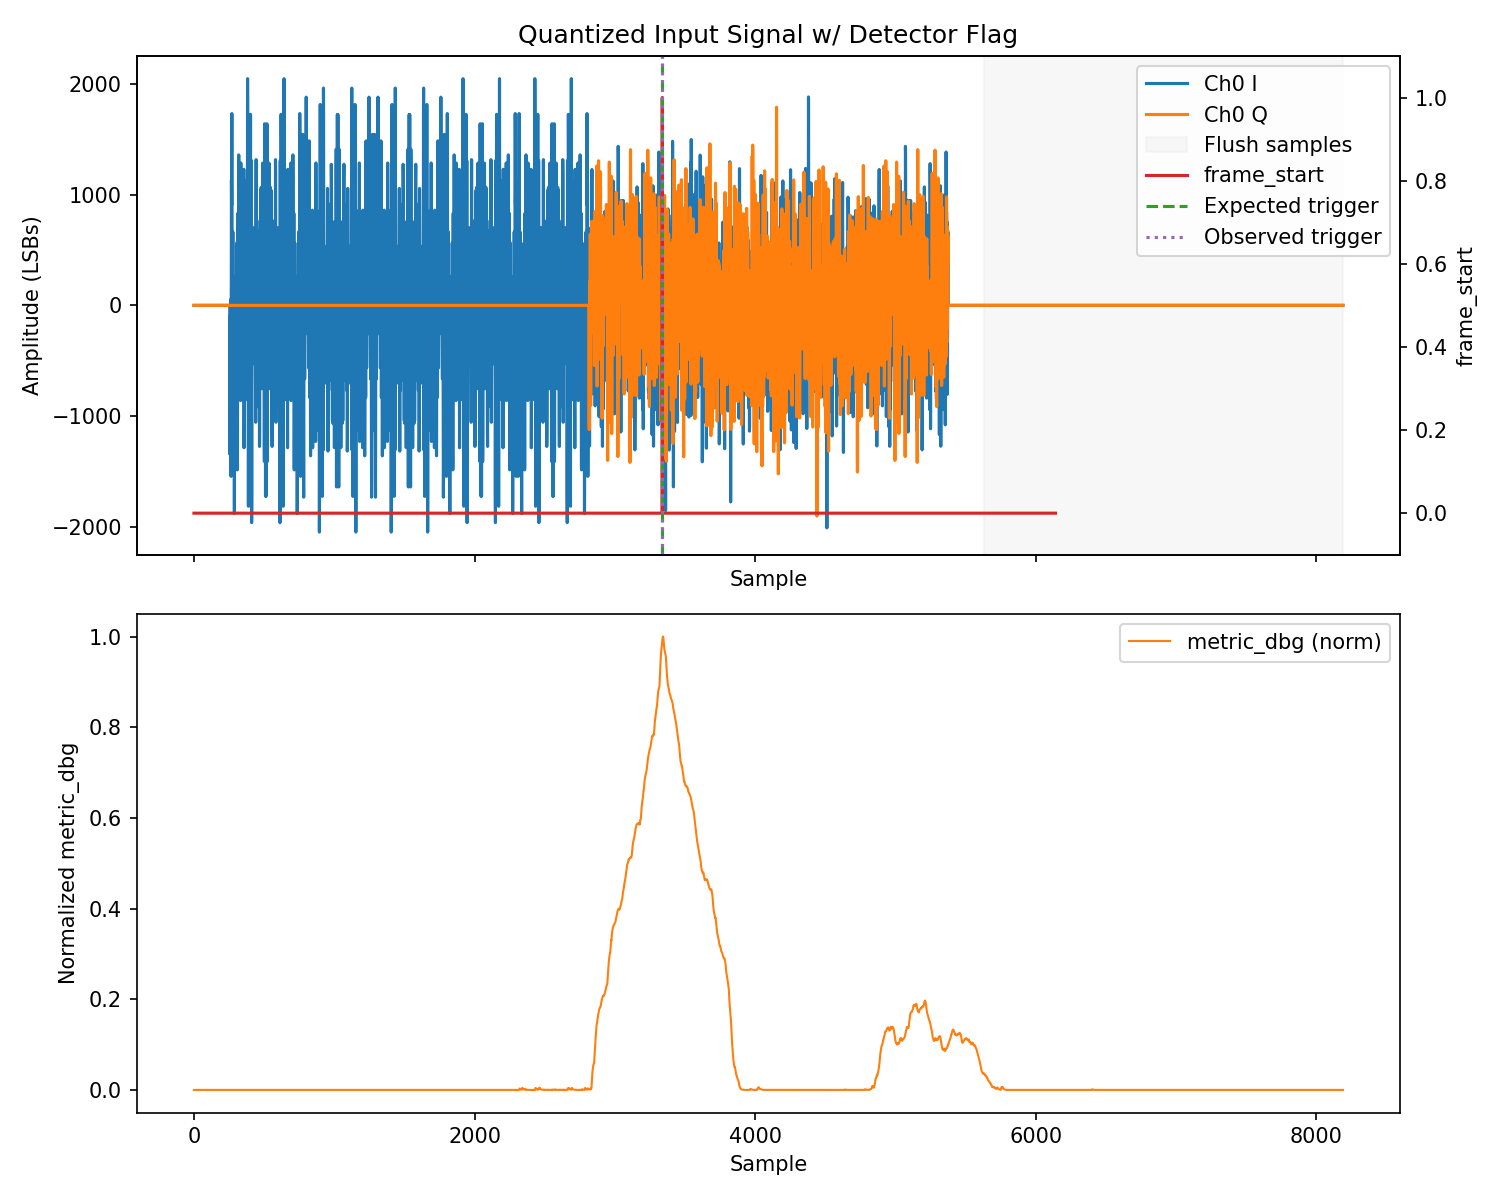 Quantized Input Signal w/ Detector Flag
2000
1000
0
−1000
−2000
Amplitude (LSBs)
Ch0 I
Ch0 Q
Flush samples
frame_start
Expected trigger
Observed trigger
1.0
0.8
0.6
0.4
0.2
0.0
frame_start
Sample
1.0
0.8
0.6
0.4
0.2
0.0
Normalized metric_dbg
metric_dbg (norm)
0 2000 4000 6000 8000
Sample